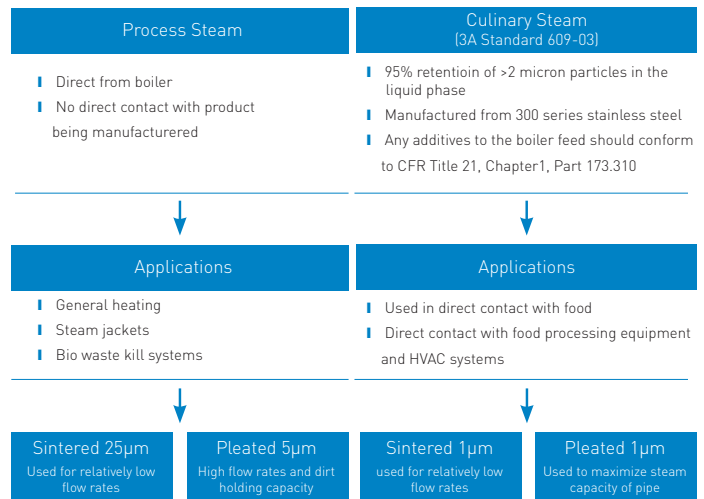 Process Steam
Direct from boiler
No direct contact with product
being manufacturered
Applications
General heating
Steam jackets
Bio waste kill systems
Sintered 25µm
Used for relatively low
flow rates
Pleated 5µm
High flow rates and dirt
holding capacity
Culinary Steam
(3A Standard 609-03)
95% retentioin of >2 micron particles in the
liquid phase
Manufactured from 300 series stainless steel
Any additives to the boiler feed should conform
to CFR Title 21, Chapter1, Part 173.310
Applications
Used in direct contact with food
Direct contact with food processing equipment
and HVAC systems
Sintered 1µm
used for relatively low
flow rates
Pleated 1µm
Used to maximize steam
capacity of pipe